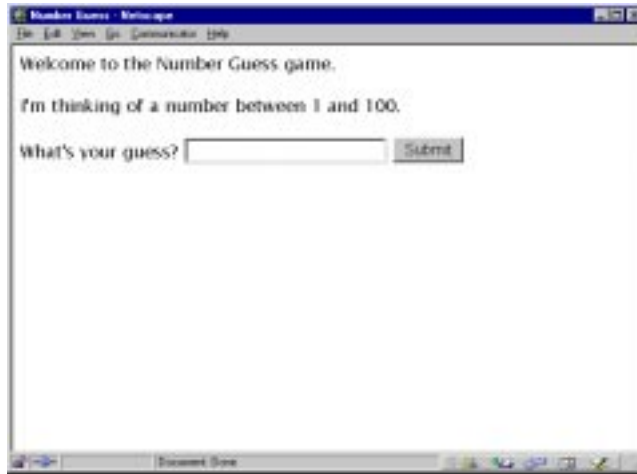 Number Guess - Netscape
File Edit View Go Communicator Help
Welcome to the Number Guess game.
I'm thinking of a number between 1 and 100.
What's your guess? Submit
Document: Done